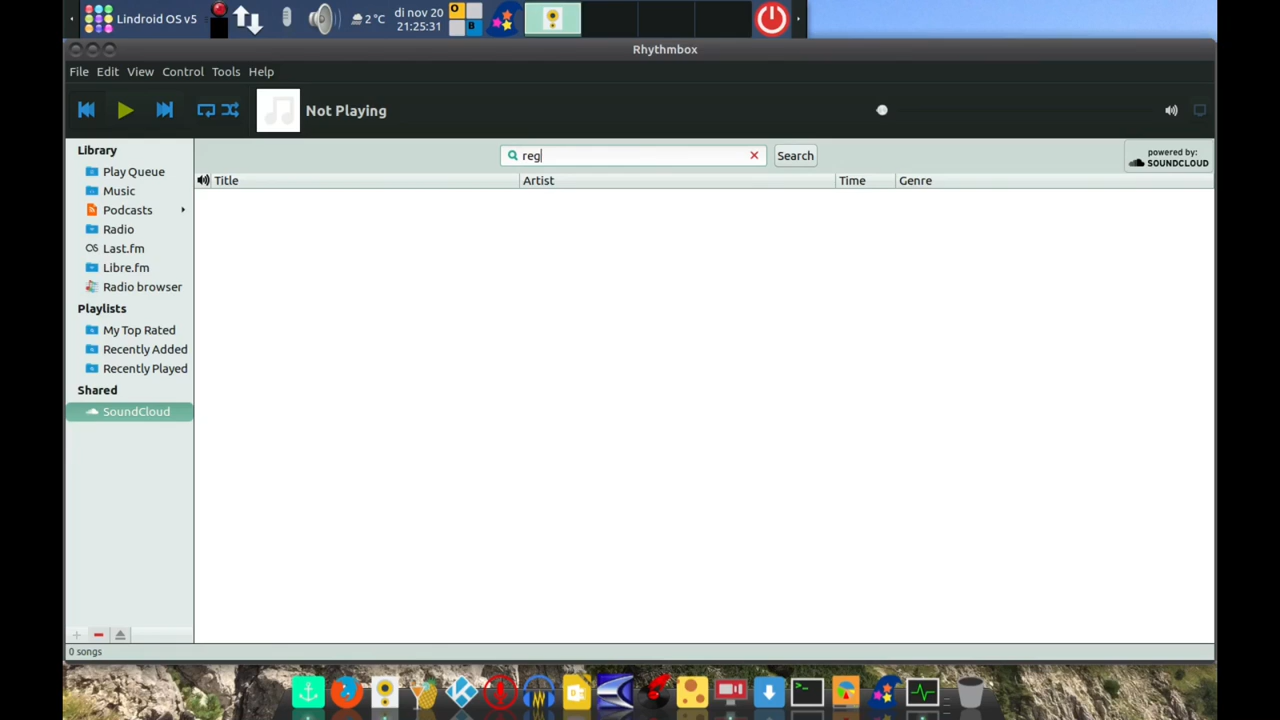 Lindroid OS v5
2 °C
di nov 20
21:25:31
O
B
Rhythmbox
File Edit View Control Tools Help
Not Playing
Library
Play Queue
Music
Podcasts
Radio
Last.fm
Libre.fm
Radio browser
Playlists
My Top Rated
Recently Added
Recently Played
Shared
SoundCloud
reg
Search
powered by:
SOUNDCLOUD
Title Artist Time Genre
0 songs